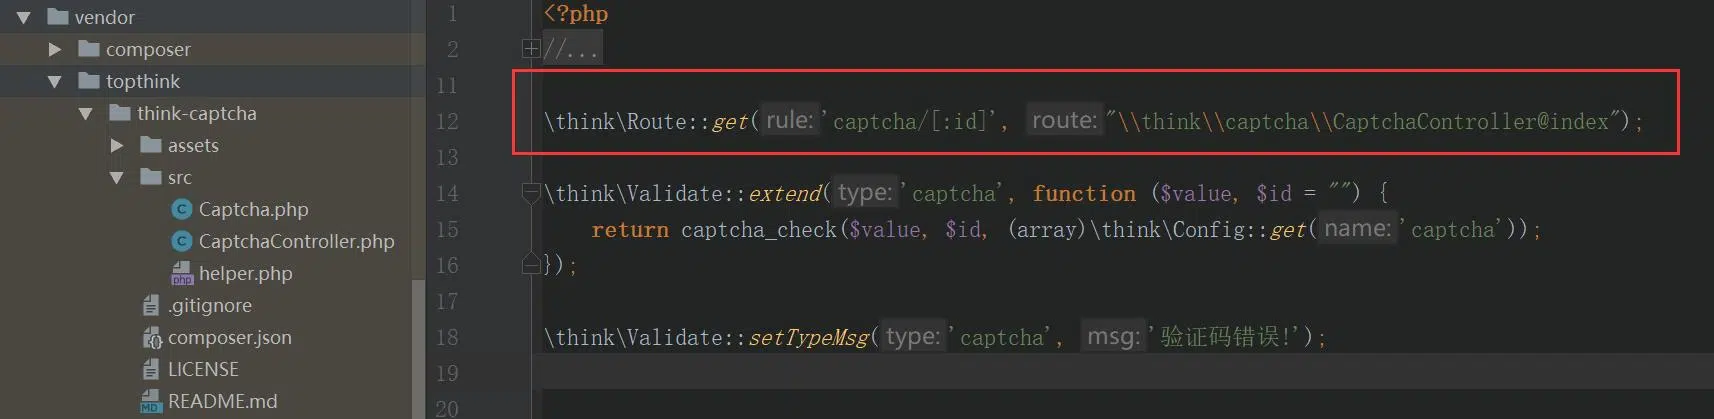 vendor
composer
topthink
think-captcha
assets
src
Captcha.php
CaptchaController.php
helper.php
.gitignore
composer.json
LICENSE
README.md
1 <?php
2 //...
11
12 \think\Route::get( rule: 'captcha/[:id]', route: "\\think\\captcha\\CaptchaController@index");
13
14 \think\Validate::extend( type: 'captcha', function ($value, $id = "") {
15 return captcha_check($value, $id, (array)\think\Config::get( name: 'captcha'));
16 });
17
18 \think\Validate::setTypeMsg( type: 'captcha', msg: '验证码错误!');
19
20